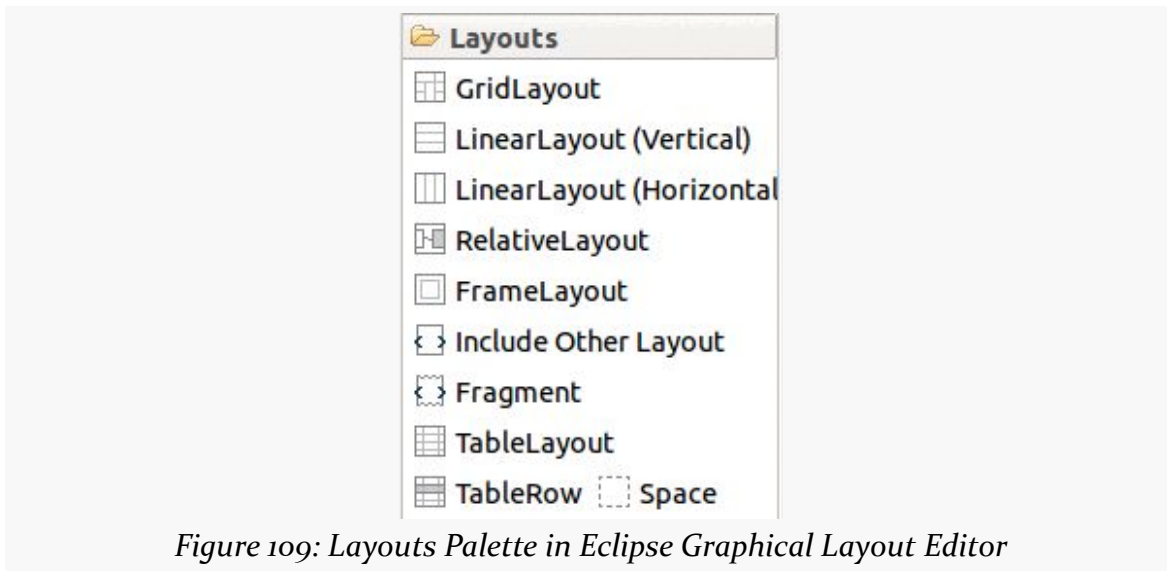 Layouts
GridLayout
LinearLayout (Vertical)
LinearLayout (Horizontal
RelativeLayout
FrameLayout
Include Other Layout
Fragment
TableLayout
TableRow Space
Figure 109: Layouts Palette in Eclipse Graphical Layout Editor